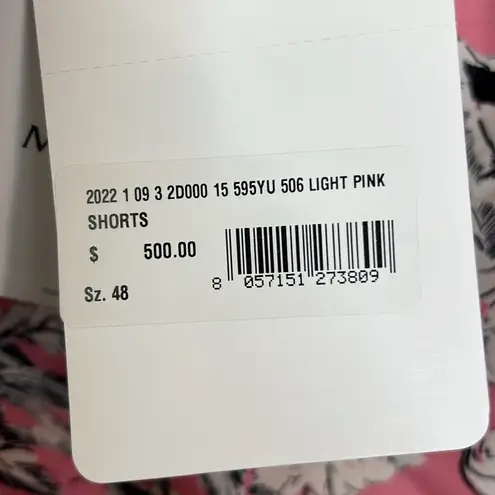 M
2022 1 09 3 2D000 15 595YU 506 LIGHT PINK
SHORTS
$ 500.00
Sz. 48
8 057151 273809